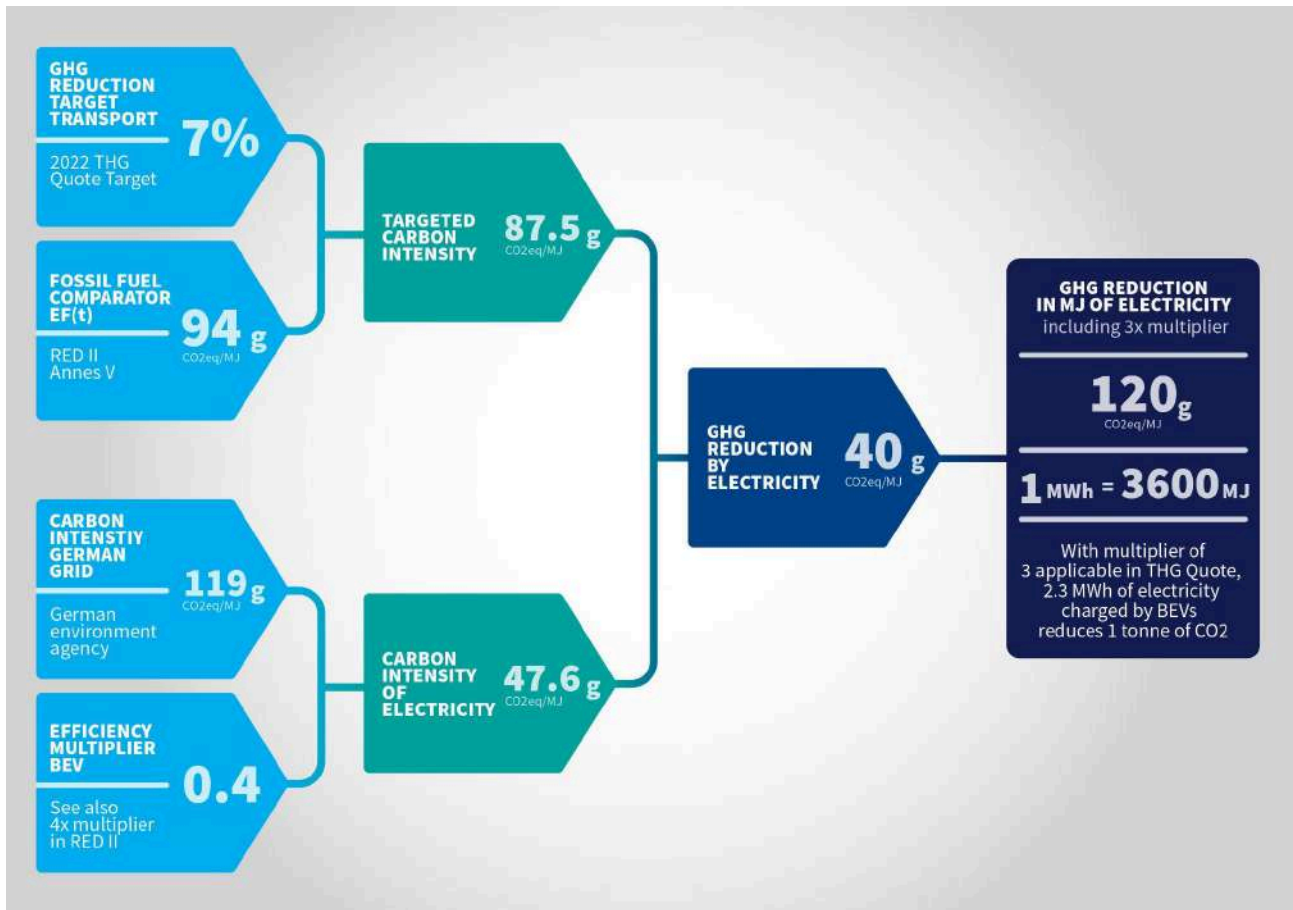 GHG
REDUCTION
TARGET
TRANSPORT
7%
2022 THG
Quote Target
FOSSIL FUEL
COMPARATOR
EF(t)
94 g
CO2eq/MJ
RED II
Annes V
CARBON
INTENSTIY
GERMAN
GRID
119 g
CO2eq/MJ
German
environment
agency
EFFICIENCY
MULTIPLIER
BEV
0.4
See also
4x multiplier
in RED II
TARGETED
CARBON
INTENSITY
87.5 g
CO2eq/MJ
CARBON
INTENSITY
OF
ELECTRICITY
47.6 g
CO2eq/MJ
GHG
REDUCTION
BY
ELECTRICITY
40 g
CO2eq/MJ
GHG REDUCTION
IN MJ OF ELECTRICITY
including 3x multiplier
120 g
CO2eq/MJ
1 MWh = 3600 MJ
With multiplier of
3 applicable in THG Quote,
2.3 MWh of electricity
charged by BEVs
reduces 1 tonne of CO2